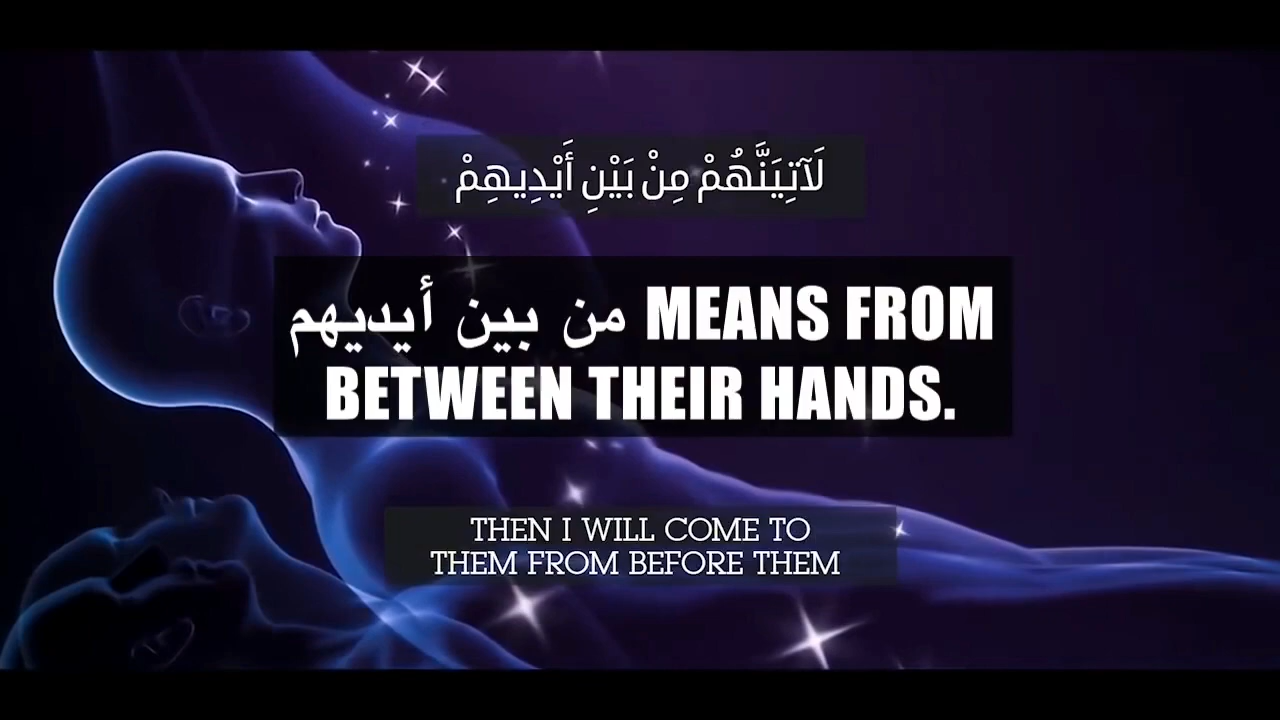 لَآتِيَنَّهُمْ مِنْ بَيْنِ أَيْدِيهِمْ
من بين أيديهم MEANS FROM
BETWEEN THEIR HANDS.
THEN I WILL COME TO
THEM FROM BEFORE THEM